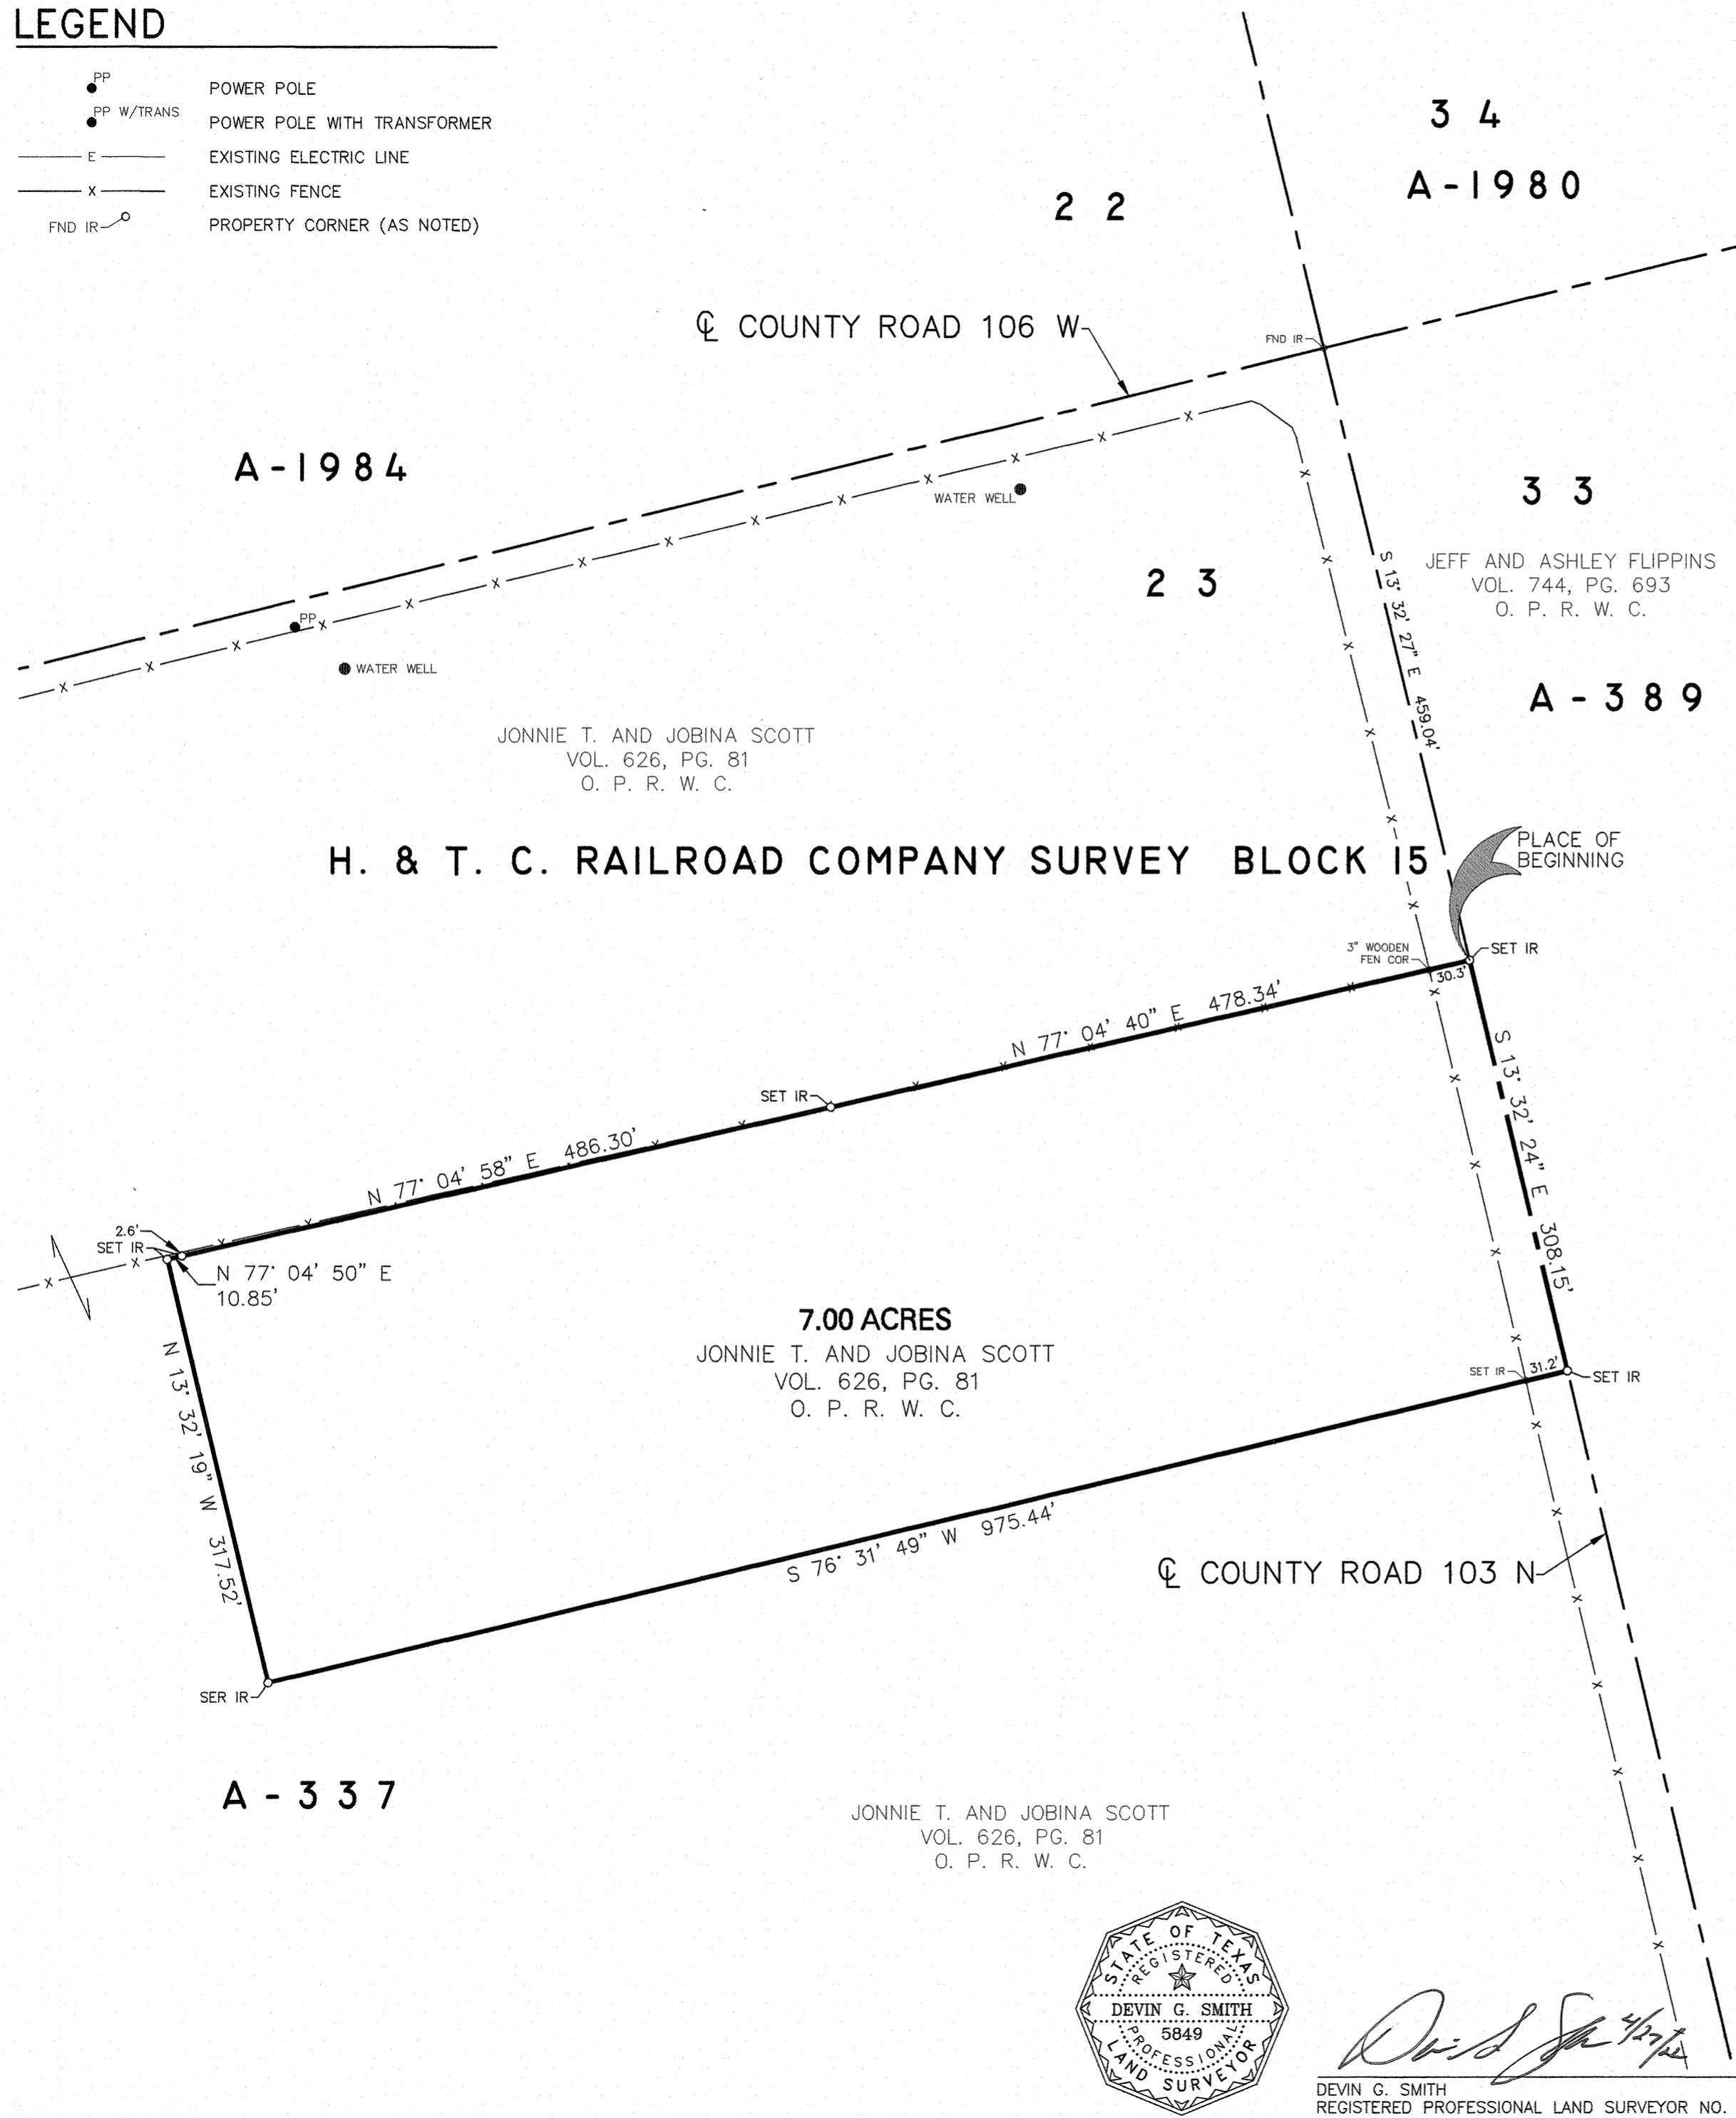 LEGEND
PP
POWER POLE
PP W/TRANS
POWER POLE WITH TRANSFORMER
E
EXISTING ELECTRIC LINE
X
EXISTING FENCE
FND IR
PROPERTY CORNER (AS NOTED)
3 4
A-1980
2 2
℄ COUNTY ROAD 106 W
FND IR
A-1984
WATER WELL
3 3
JEFF AND ASHLEY FLIPPINS
VOL. 744, PG. 693
O. P. R. W. C.
2 3
S 13° 32' 27" E 459.04'
PP
WATER WELL
A-389
JONNIE T. AND JOBINA SCOTT
VOL. 626, PG. 81
O. P. R. W. C.
H. & T. C. RAILROAD COMPANY SURVEY BLOCK 15
PLACE OF
BEGINNING
3" WOODEN
FEN COR
SET IR
30.3'
N 77° 04' 40" E 478.34'
SET IR
S 13° 32' 24" E 308.15'
N 77° 04' 58" E 486.30'
2.6'
SET IR
N 77° 04' 50" E
10.85'
7.00 ACRES
JONNIE T. AND JOBINA SCOTT
VOL. 626, PG. 81
O. P. R. W. C.
N 13° 32' 19" W 317.52'
SET IR
31.2'
SET IR
S 76° 31' 49" W 975.44'
℄ COUNTY ROAD 103 N
SER IR
A-337
JONNIE T. AND JOBINA SCOTT
VOL. 626, PG. 81
O. P. R. W. C.
STATE OF TEXAS
REGISTERED
DEVIN G. SMITH
5849
PROFESSIONAL
LAND SURVEYOR
DEVIN G. SMITH
REGISTERED PROFESSIONAL LAND SURVEYOR NO.